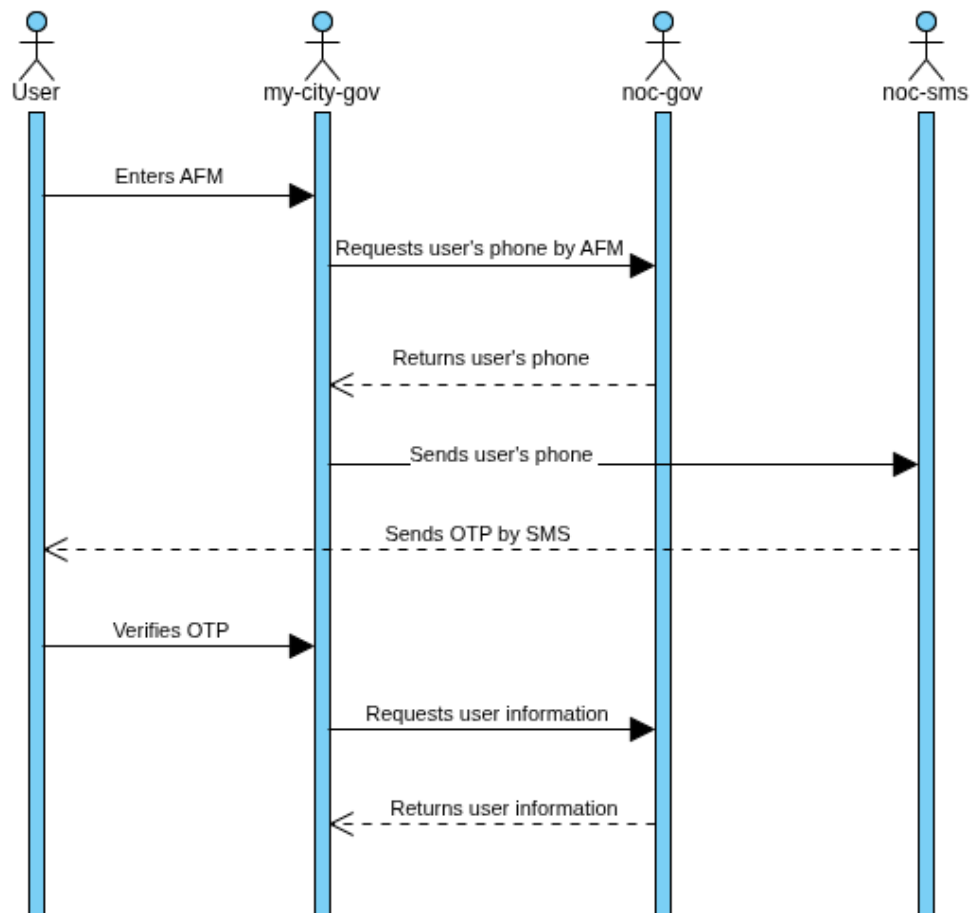 User
my-city-gov
noc-gov
noc-sms
Enters AFM
Requests user's phone by AFM
Returns user's phone
Sends user's phone
Sends OTP by SMS
Verifies OTP
Requests user information
Returns user information